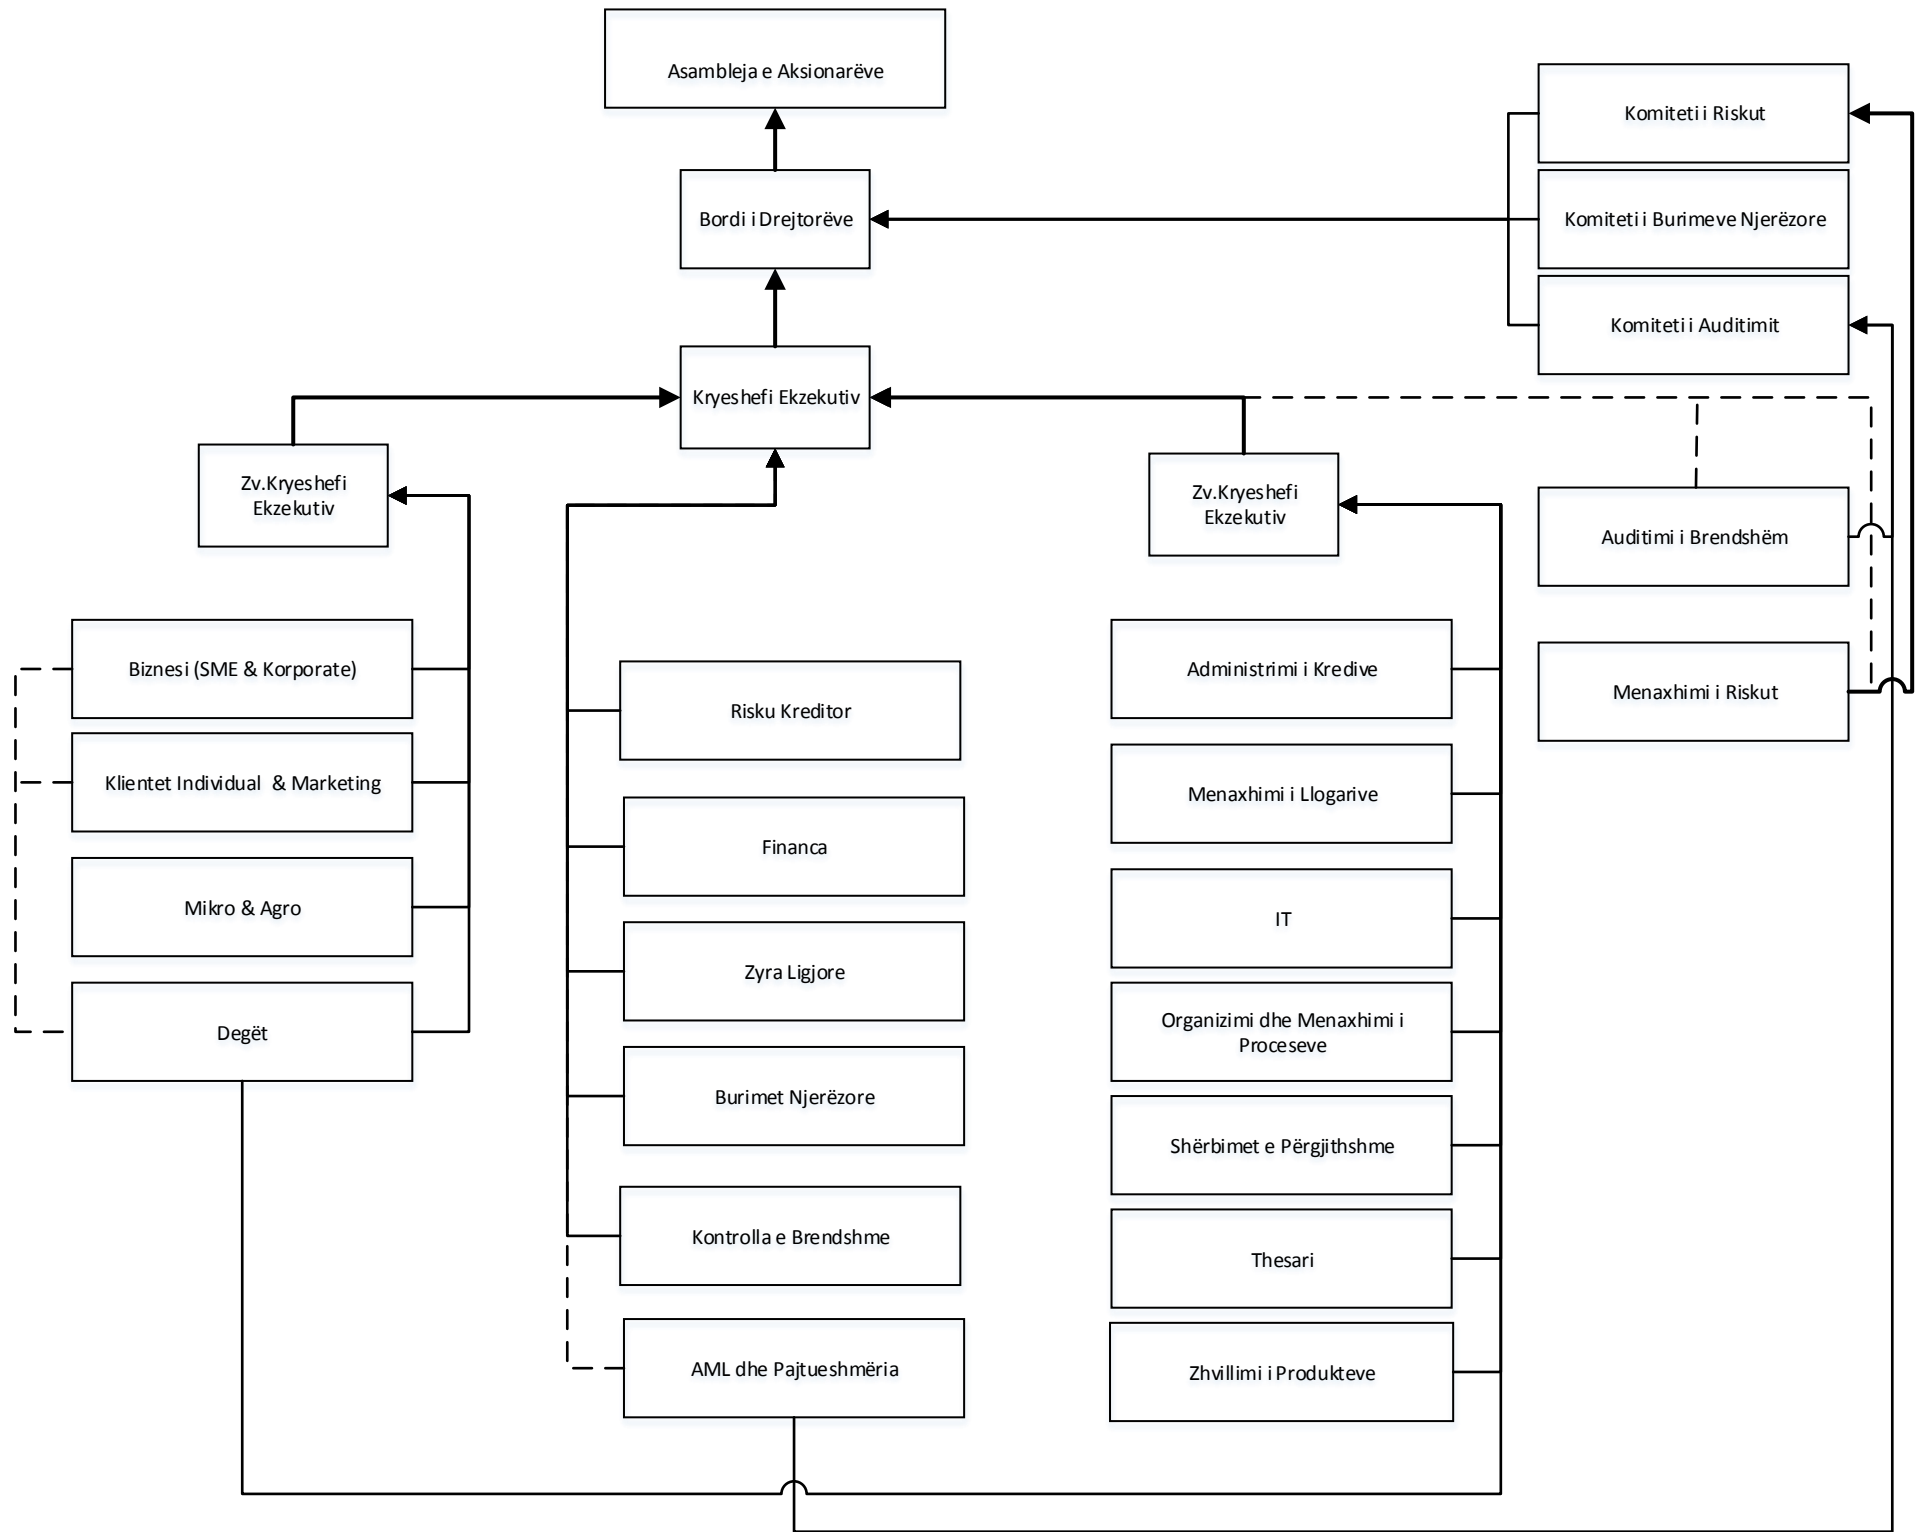 Asambleja e Aksionarëve
Bordi i Drejtorëve
Kryeshefi Ekzekutiv
Komiteti i Riskut
Komiteti i Burimeve Njerëzore
Komiteti i Auditimit
Zv.Kryeshefi
Ekzekutiv
Biznesi (SME & Korporate)
Klientet Individual & Marketing
Mikro & Agro
Degët
Risku Kreditor
Financa
Zyra Ligjore
Burimet Njerëzore
Kontrolla e Brendshme
AML dhe Pajtueshmëria
Zv.Kryeshefi
Ekzekutiv
Administrimi i Kredive
Menaxhimi i Llogarive
IT
Organizimi dhe Menaxhimi i
Proceseve
Shërbimet e Përgjithshme
Thesari
Zhvillimi i Produkteve
Auditimi i Brendshëm
Menaxhimi i Riskut